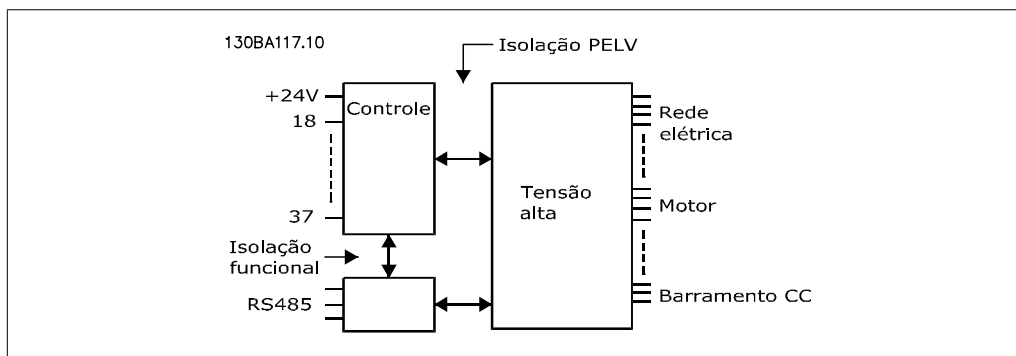 130BA117.10
Isolação PELV
+24V
Controle
18
37
Tensão
alta
Rede
elétrica
Motor
Isolação
funcional
RS485
Barramento CC